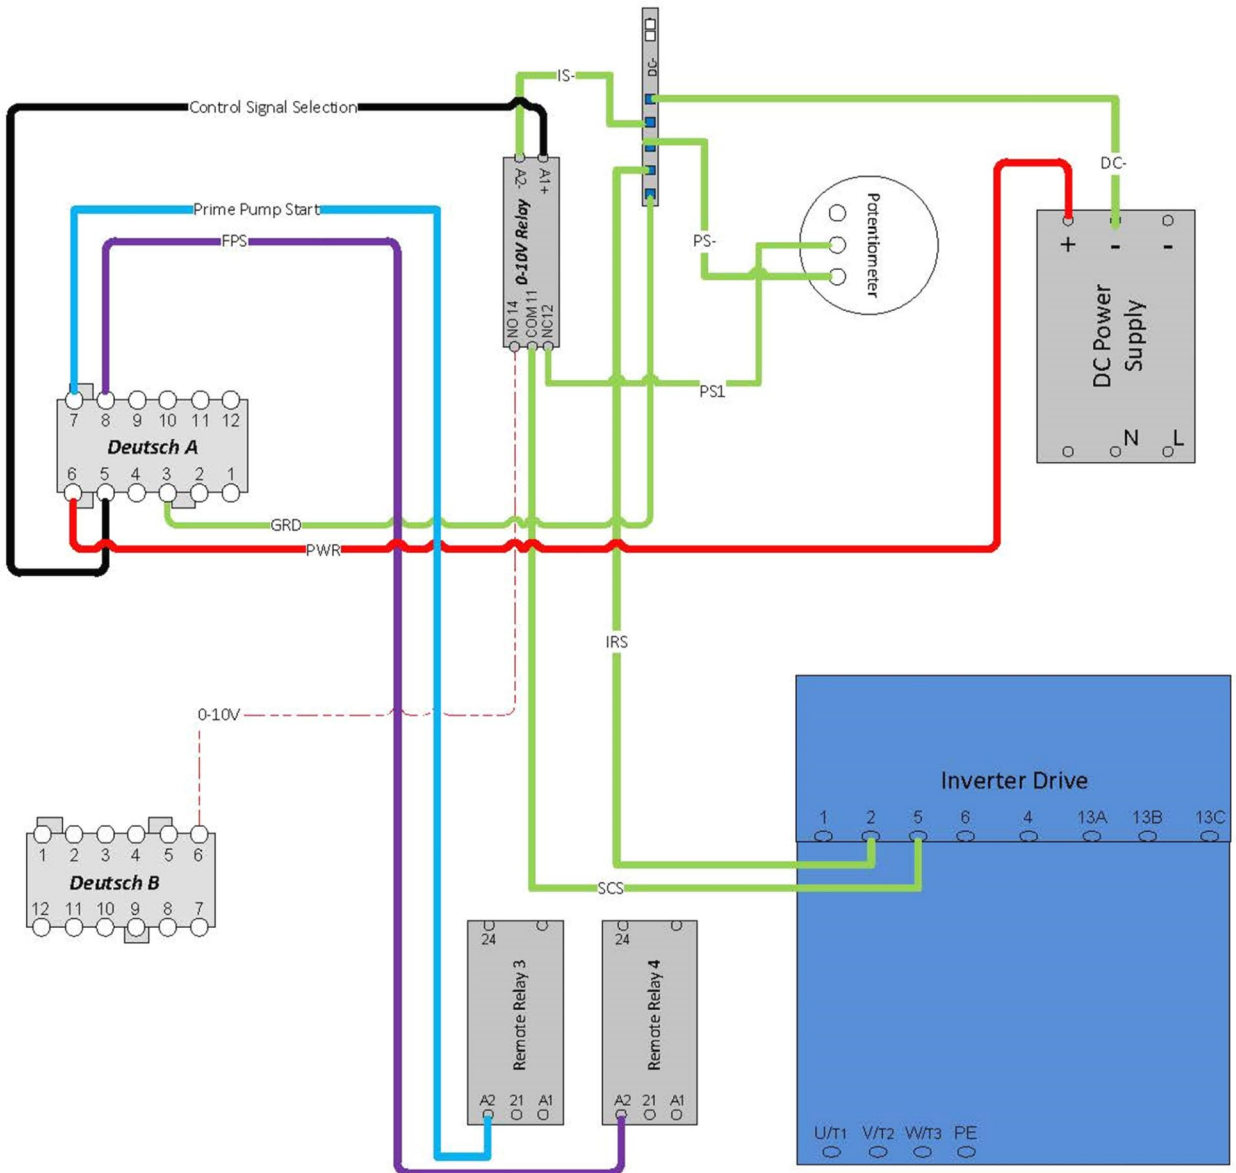 IS-
DC-
Control Signal Selection
A2-
A1+
0-10V Relay
NO 14
COM 11
NC12
DC-
Prime Pump Start
FPS
PS-
Potentiometer
+
-
-
DC Power
Supply
N
L
PS1
7 8 9 10 11 12
Deutsch A
6 5 4 3 2 1
GRD
PWR
IRS
0-10V
Inverter Drive
1 2 5 6 4 13A 13B 13C
1 2 3 4 5 6
Deutsch B
12 11 10 9 8 7
SCS
24
Remote Relay 3
A2 21 A1
24
Remote Relay 4
A2 21 A1
U/T1 V/T2 W/T3 PE